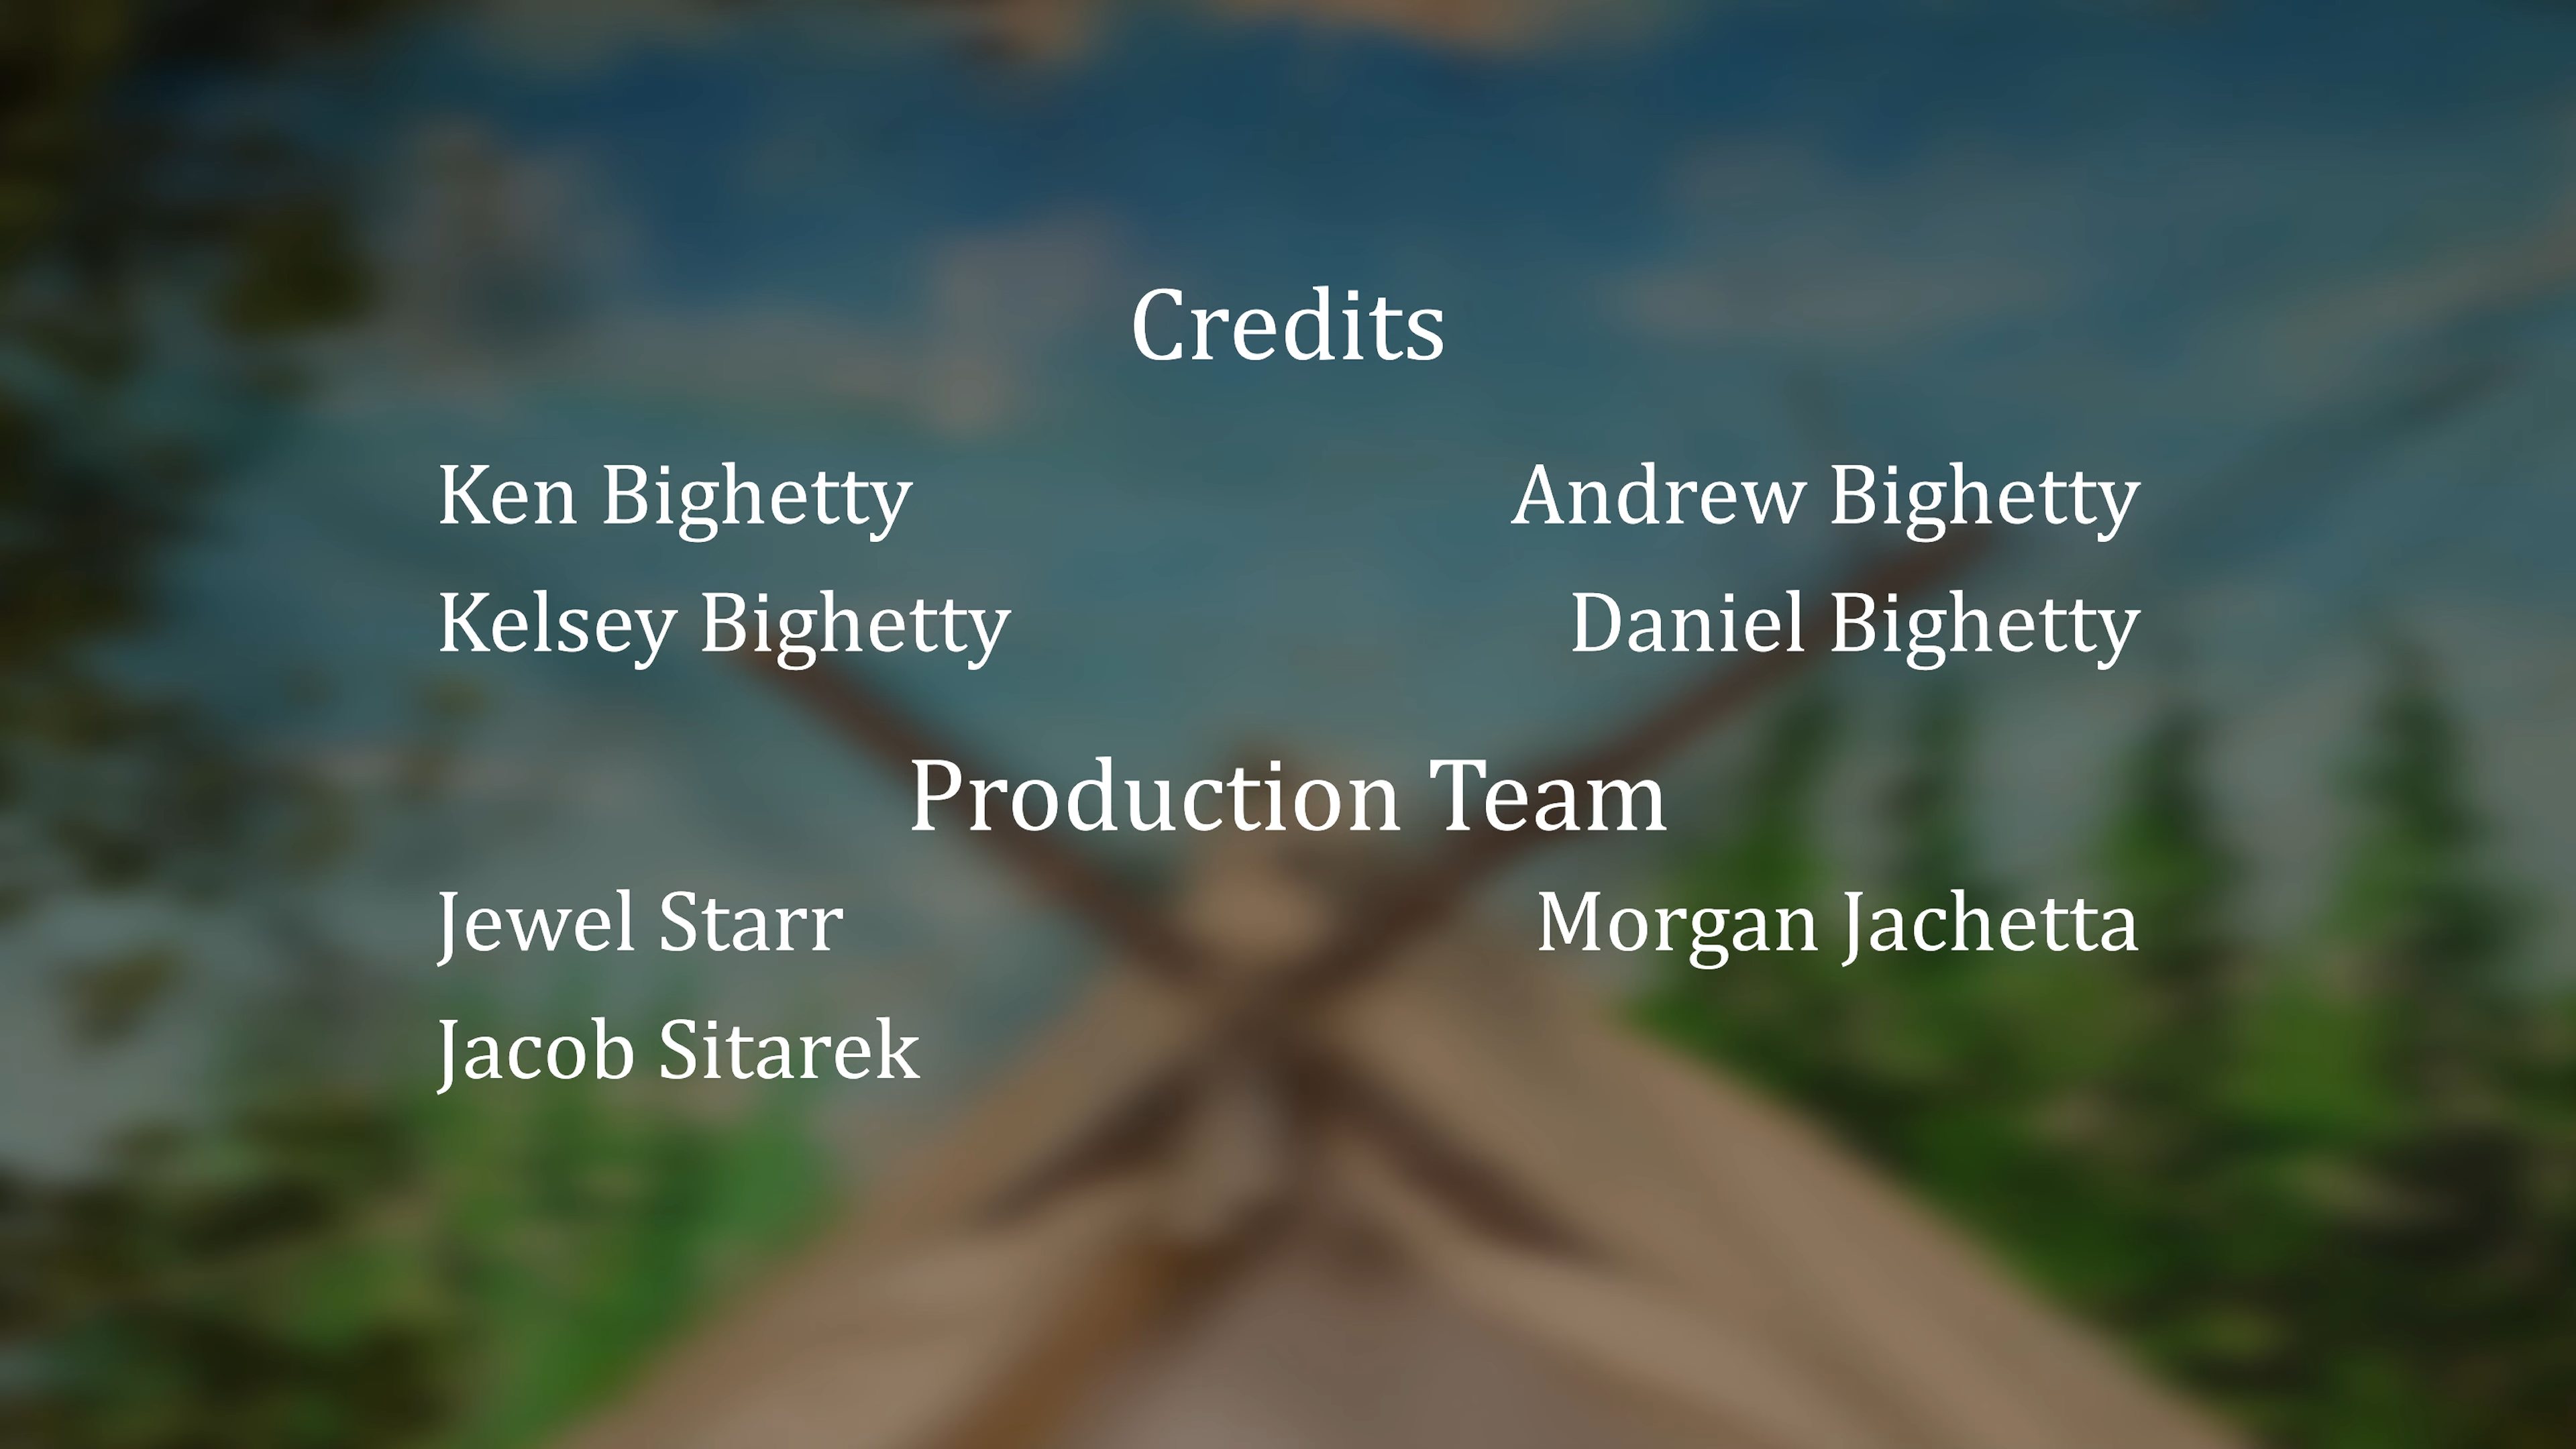 Credits
Ken Bighetty
Andrew Bighetty
Kelsey Bighetty
Daniel Bighetty
Production Team
Jewel Starr
Morgan Jachetta
Jacob Sitarek